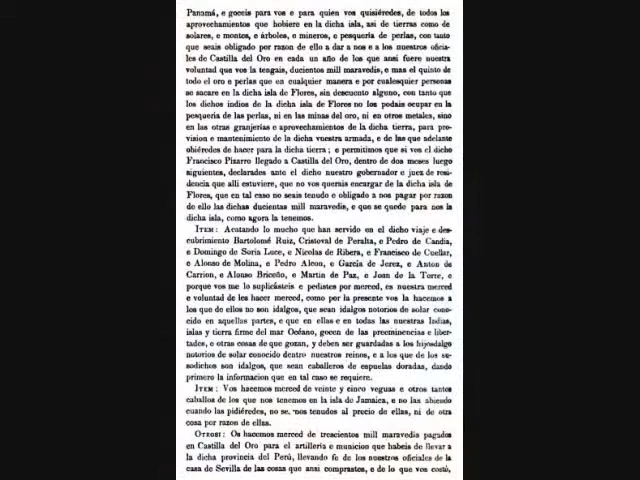 Panamá, e goceis para vos e para quien vos quisiéredes, de todos los
aprovechamientos que hobiere en la dicha isla, asi de tierras como de
solares, e montes, e árboles, e mineros, e pesquería de perlas, con tanto
que seais obligado por razon de ello a dar a nos e a los nuestros oficia-
les de Castilla del Oro en cada un año de los que ansi fuere nuestra
voluntad que vos la tengais, ducientos mill maravedis, e mas el quinto de
todo el oro e perlas que en cualquier manera e por cualesquier personas
se sacare en la dicha isla de Flores, sin descuento alguno, con tanto que
los dichos indios de la dicha isla de Flores no los podais ocupar en la
pesquería de las perlas, ni en las minas del oro, ni en otros metales, sino
en las otras granjerías e aprovechamientos de la dicha tierra, para pro-
vision e mantenimiento de la dicha vuestra armada, e de las que adelante
obiéredes de hacer para la dicha tierra; e permitimos que si vos el dicho
Francisco Pizarro llegado a Castilla del Oro, dentro de dos meses luego
siguientes, declarades ante el dicho nuestro gobernador e juez de resi-
dencia que alli estuviere, que no vos querais encargar de la dicha isla de
Flores, que en tal caso no seais tenudo e obligado a nos pagar por razon
de ello las dichas ducientas mill maravedis, e que se quede para nos la
dicha isla, como agora la tenemos.
ITEM: Acatando lo mucho que han servido en el dicho viaje e des-
cubrimiento Bartolomé Ruiz, Cristoval de Peralta, e Pedro de Candia,
e Domingo de Soria Luce, e Nicolas de Ribera, e Francisco de Cuellar,
e Alonso de Molina, e Pedro Alcon, e García de Jerez, e Anton de
Carrion, e Alonso Briceño, e Martin de Paz, e Joan de la Torre, e
porque vos me lo suplicásteis e pedistes por merced, es nuestra merced
e voluntad de les hacer merced, como por la presente vos la hacemos a
los que de ellos no son idalgos, que sean idalgos notorios de solar cono-
cido en aquellas partes, e que en ellas e en todas las nuestras Indias,
islas y tierra firme del mar Océano, gocen de las preeminencias e liber-
tades, e otras cosas de que gozan, y deben ser guardadas a los hijosdalgo
notorios de solar conocido dentro nuestros reinos, e a los que de los su-
sodichos son idalgos, que sean caballeros de espuelas doradas, dando
primero la informacion que en tal caso se requiere.
ITEM: Vos hacemos merced de veinte y cinco veguas e otros tantos
caballos de los que nos tenemos en la isla de Jamaica, e no las abiendo
cuando las pidiéredes, no se. nos tenudos al precio de ellas, ni de otra
cosa por razon de ellas.
OTROSI: Os hacemos merced de trescientos mill maravedis pagados
en Castilla del Oro para el artillería e municion que habeis de llevar a
la dicha provincia del Perú, llevando fe de los nuestros oficiales de la
casa de Sevilla de las cosas que ansi comprastes, e de lo que vos costó,